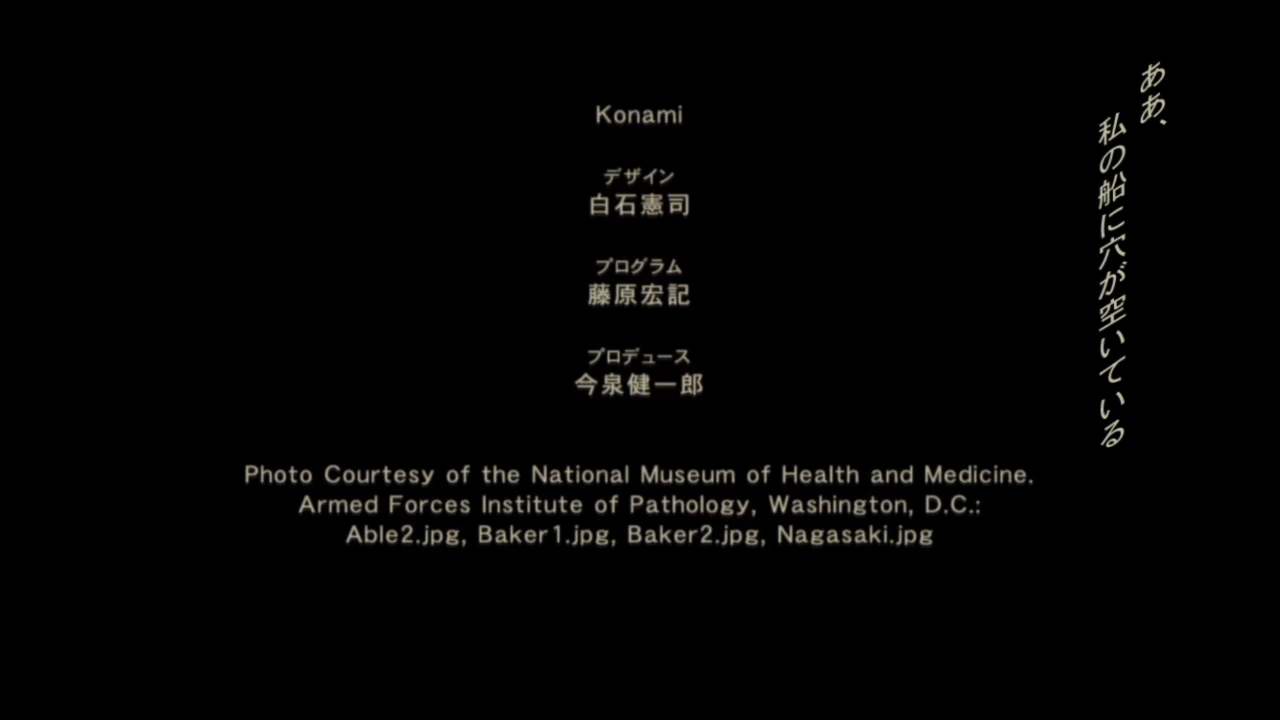 Konami
デザイン
白石憲司
プログラム
藤原宏記
プロデュース
今泉健一郎
Photo Courtesy of the National Museum of Health and Medicine.
Armed Forces Institute of Pathology, Washington, D.C.:
Able2.jpg, Baker1.jpg, Baker2.jpg, Nagasaki.jpg
ああ、
私の船に穴が空いている